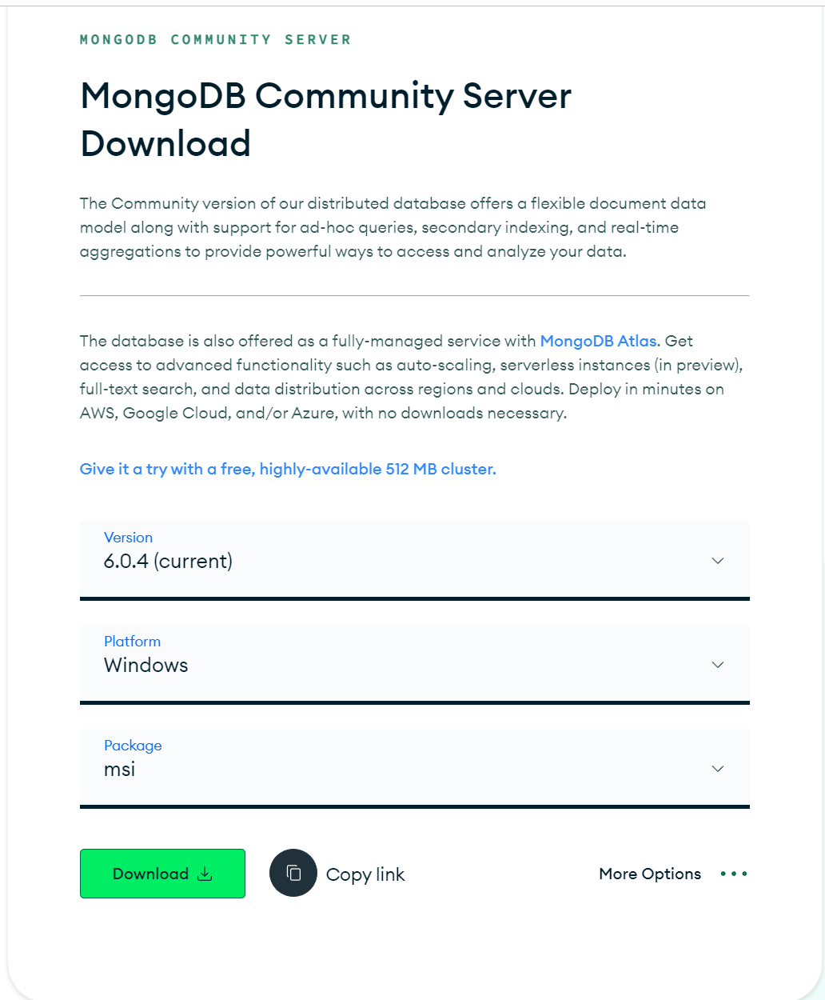 MONGODB COMMUNITY SERVER
MongoDB Community Server
Download
The Community version of our distributed database offers a flexible document data
model along with support for ad-hoc queries, secondary indexing, and real-time
aggregations to provide powerful ways to access and analyze your data.
The database is also offered as a fully-managed service with MongoDB Atlas. Get
access to advanced functionality such as auto-scaling, serverless instances (in preview),
full-text search, and data distribution across regions and clouds. Deploy in minutes on
AWS, Google Cloud, and/or Azure, with no downloads necessary.
Give it a try with a free, highly-available 512 MB cluster.
Version
6.0.4 (current)
Platform
Windows
Package
msi
Download Copy link More Options